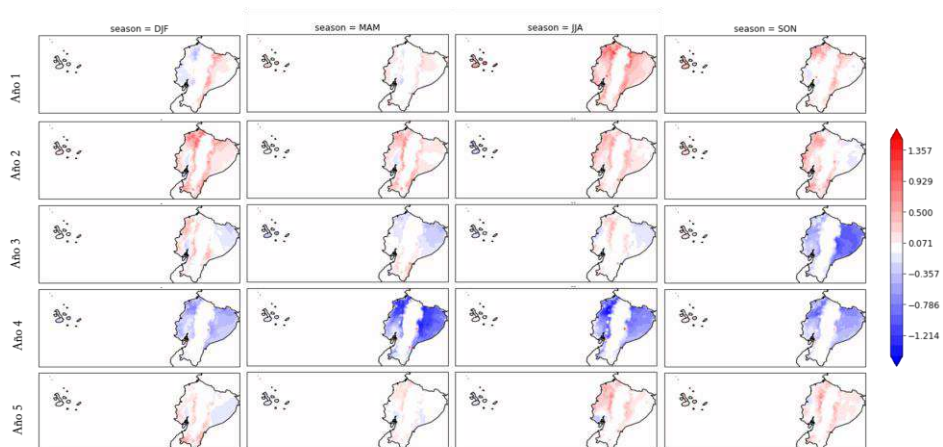 season = DJF
season = MAM
season = JJA
season = SON
Año 1
Año 2
Año 3
Año 4
Año 5
1.357
0.929
0.500
0.071
−0.357
−0.786
−1.214